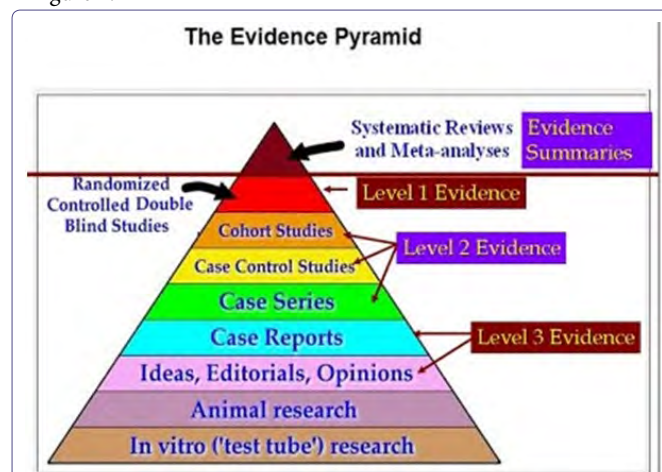 The Evidence Pyramid
Systematic Reviews
and Meta-analyses
Evidence
Summaries
Randomized
Controlled Double
Blind Studies
Level 1 Evidence
Cohort Studies
Level 2 Evidence
Case Control Studies
Case Series
Case Reports
Level 3 Evidence
Ideas, Editorials, Opinions
Animal research
In vitro ('test tube') research